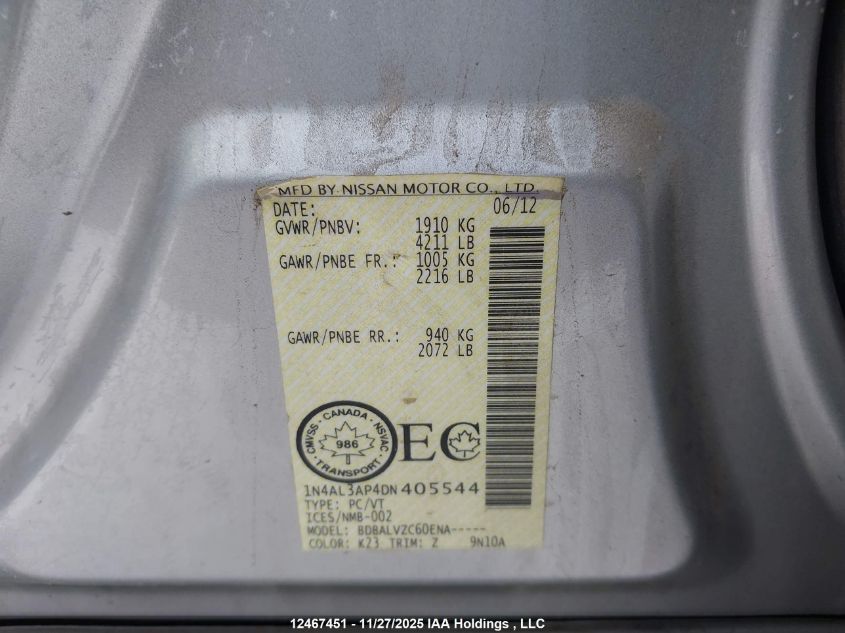 MFD BY NISSAN MOTOR CO., LTD.
DATE: 06/12
GVWR/PNBV: 1910 KG
4211 LB
GAWR/PNBE FR.: 1005 KG
2216 LB
GAWR/PNBE RR.: 940 KG
2072 LB
CANADA
CMVSS · NSVAC
986
TRANSPORT
EC
1N4AL3AP4DN405544
TYPE: PC/VT
ICES/NMB-002
MODEL: BDBALVZC60ENA-----
COLOR: K23 TRIM: Z 9N10A
12467451 - 11/27/2025 IAA Holdings , LLC